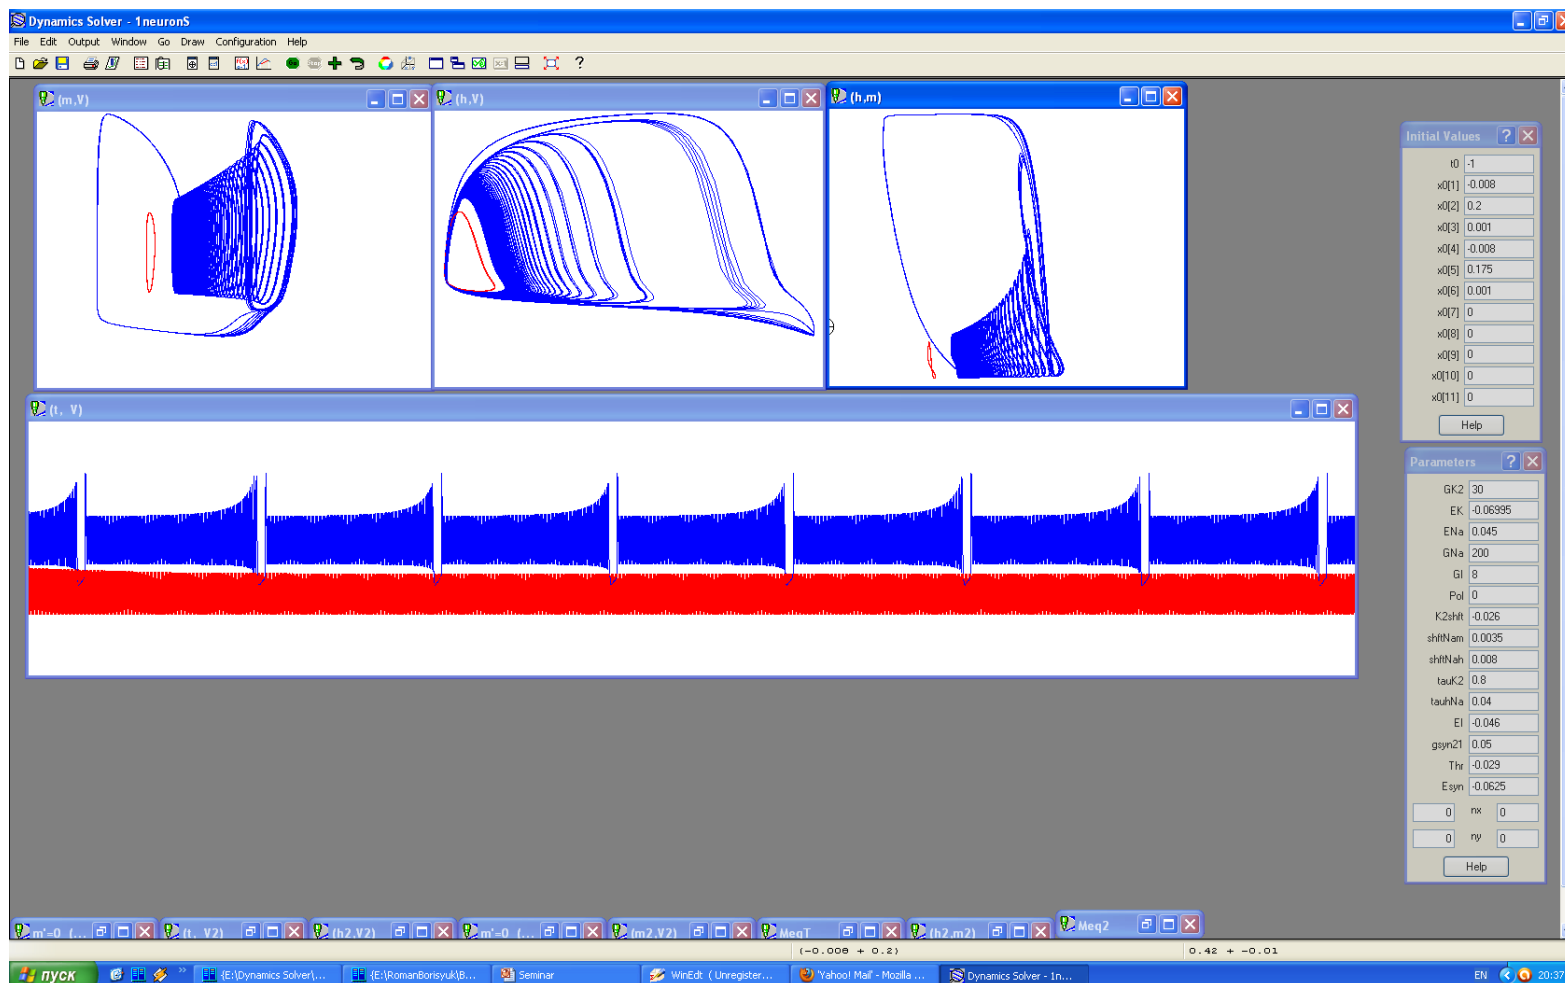 Dynamics Solver - 1neuronS
File Edit Output Window Go Draw Configuration Help
(m,V)
(h,V)
(h,m)
(t, V)
Initial Values
t0 -1
x0[1] -0.008
x0[2] 0.2
x0[3] 0.001
x0[4] -0.008
x0[5] 0.175
x0[6] 0.001
x0[7] 0
x0[8] 0
x0[9] 0
x0[10] 0
x0[11] 0
Help
Parameters
GK2 30
EK -0.06995
ENa 0.045
GNa 200
Gl 8
Pol 0
K2shft -0.026
shftNam 0.0035
shftNah 0.008
tauK2 0.8
tauhNa 0.04
El -0.046
gsyn21 0.05
Thr -0.029
Esyn -0.0625
0 nx 0
0 ny 0
Help
m'=0 (... (t, V2) (h2,V2) m'=0 (... (m2,V2) MeqT (h2,m2) Meq2
(-0.008 + 0.2) 0.42 + -0.01
пуск {E:\Dynamics Solver\... {E:\RomanBorisyuk\B... Seminar WinEdt (Unregister... Yahoo! Mail' - Mozilla ... Dynamics Solver - 1n... EN 20:37